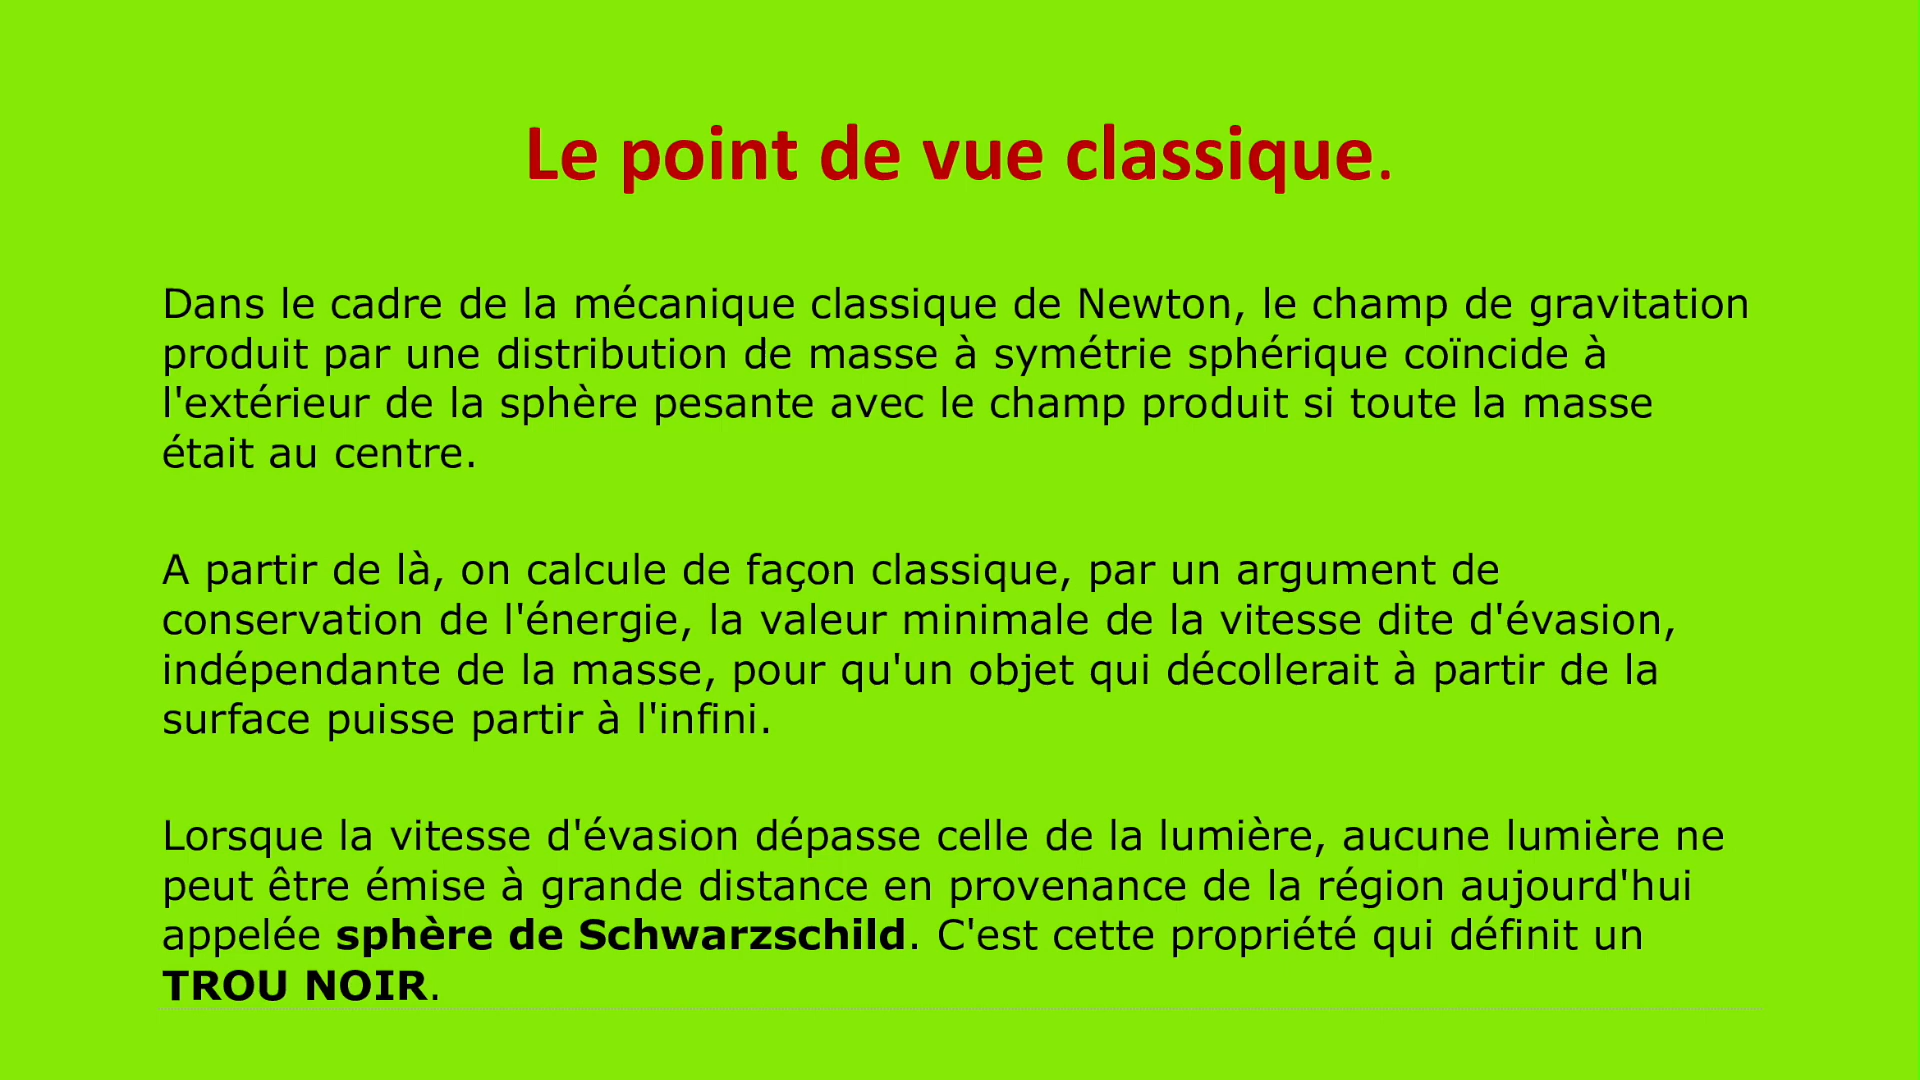 Le point de vue classique.
Dans le cadre de la mécanique classique de Newton, le champ de gravitation
produit par une distribution de masse à symétrie sphérique coïncide à
l'extérieur de la sphère pesante avec le champ produit si toute la masse
était au centre.
A partir de là, on calcule de façon classique, par un argument de
conservation de l'énergie, la valeur minimale de la vitesse dite d'évasion,
indépendante de la masse, pour qu'un objet qui décollerait à partir de la
surface puisse partir à l'infini.
Lorsque la vitesse d'évasion dépasse celle de la lumière, aucune lumière ne
peut être émise à grande distance en provenance de la région aujourd'hui
appelée sphère de Schwarzschild. C'est cette propriété qui définit un
TROU NOIR.